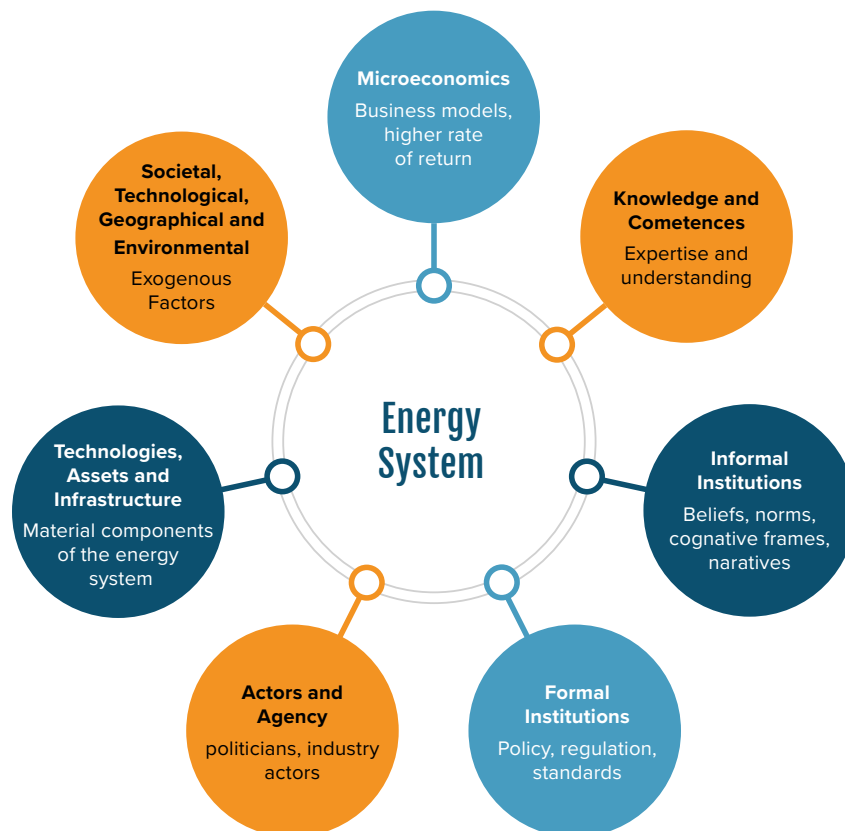 Microeconomics
Business models,
higher rate
of return
Societal,
Technological,
Geographical and
Environmental
Exogenous
Factors
Knowledge and
Cometences
Expertise and
understanding
Energy
System
Technologies,
Assets and
Infrastructure
Material components
of the energy
system
Informal
Institutions
Beliefs, norms,
cognative frames,
naratives
Actors and
Agency
politicians, industry
actors
Formal
Institutions
Policy, regulation,
standards